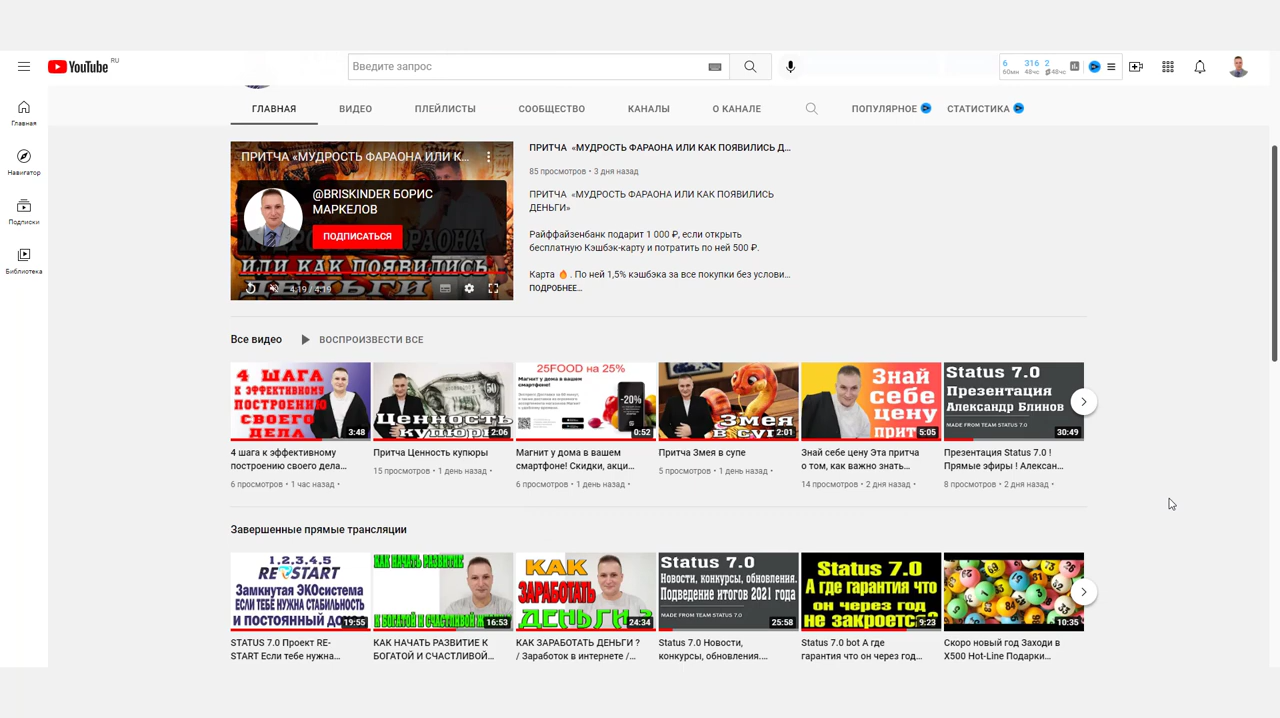 YouTube RU
Введите запрос
6 316 2
60мин 48чс 48чс
Главная
Навигатор
Подписки
Библиотека
ГЛАВНАЯ ВИДЕО ПЛЕЙЛИСТЫ СООБЩЕСТВО КАНАЛЫ О КАНАЛЕ ПОПУЛЯРНОЕ СТАТИСТИКА
ПРИТЧА «МУДРОСТЬ ФАРАОНА ИЛИ К...
@BRISKINDER БОРИС
МАРКЕЛОВ
ПОДПИСАТЬСЯ
ИЛИ КАК ПОЯВИЛИСЬ
ДЕНЬГИ
4:19 / 4:19
ПРИТЧА «МУДРОСТЬ ФАРАОНА ИЛИ КАК ПОЯВИЛИСЬ Д...
85 просмотров • 3 дня назад
ПРИТЧА «МУДРОСТЬ ФАРАОНА ИЛИ КАК ПОЯВИЛИСЬ
ДЕНЬГИ»
Райффайзенбанк подарит 1 000 ₽, если открыть
бесплатную Кэшбэк-карту и потратить по ней 500 ₽.
Карта 🔥 . По ней 1,5% кэшбэка за все покупки без услови...
ПОДРОБНЕЕ...
Все видео ВОСПРОИЗВЕСТИ ВСЕ
4 ШАГА
К ЭФФЕКТИВНОМУ
ПОСТРОЕНИЮ
СВОЕГО
ДЕЛА
3:48
4 шага к эффективному
построению своего дела...
6 просмотров • 1 час назад •
50
Ценность
купюры
2:06
Притча Ценность купюры
15 просмотров • 1 день назад •
25FOOD на 25%
Магнит у дома в вашем
смартфоне!
-20%
0:52
Магнит у дома в вашем
смартфоне! Скидки, акци...
6 просмотров • 1 день назад •
Змея
в супе
2:01
Притча Змея в супе
5 просмотров • 1 день назад •
Знай
себе
цену
5:05
Знай себе цену Эта притча
о том, как важно знать...
14 просмотров • 2 дня назад •
Status 7.0
Презентация
Александр Блинов
MADE FROM TEAM STATUS 7.0
30:49
Презентация Status 7.0 !
Прямые эфиры ! Алексан...
8 просмотров • 2 дня назад •
Завершенные прямые трансляции
1,2,3,4,5
RESTART
Замкнутая ЭКОсистема
ЕСЛИ ТЕБЕ НУЖНА СТАБИЛЬНОСТЬ
И ПОСТОЯННЫЙ ДО
19:55
STATUS 7.0 Проект RE-
START Если тебе нужна...
КАК НАЧАТЬ РАЗВИТИЕ
К БОГАТОЙ И СЧАСТЛИВОЙ
16:53
КАК НАЧАТЬ РАЗВИТИЕ К
БОГАТОЙ И СЧАСТЛИВОЙ...
КАК
ЗАРАБОТАТЬ
ДЕНЬГИ ?
24:34
КАК ЗАРАБОТАТЬ ДЕНЬГИ ?
/ Заработок в интернете /...
Status 7.0
Новости, конкурсы, обновления.
Подведение итогов 2021 года
MADE FROM TEAM STATUS 7.0
25:58
Status 7.0 Новости,
конкурсы, обновления....
Status 7.0
А где гарантия что
он через год
не закроется?
9:23
Status 7.0 bot А где
гарантия что он через год...
10:35
Скоро новый год Заходи в
X500 Hot-Line Подарки...